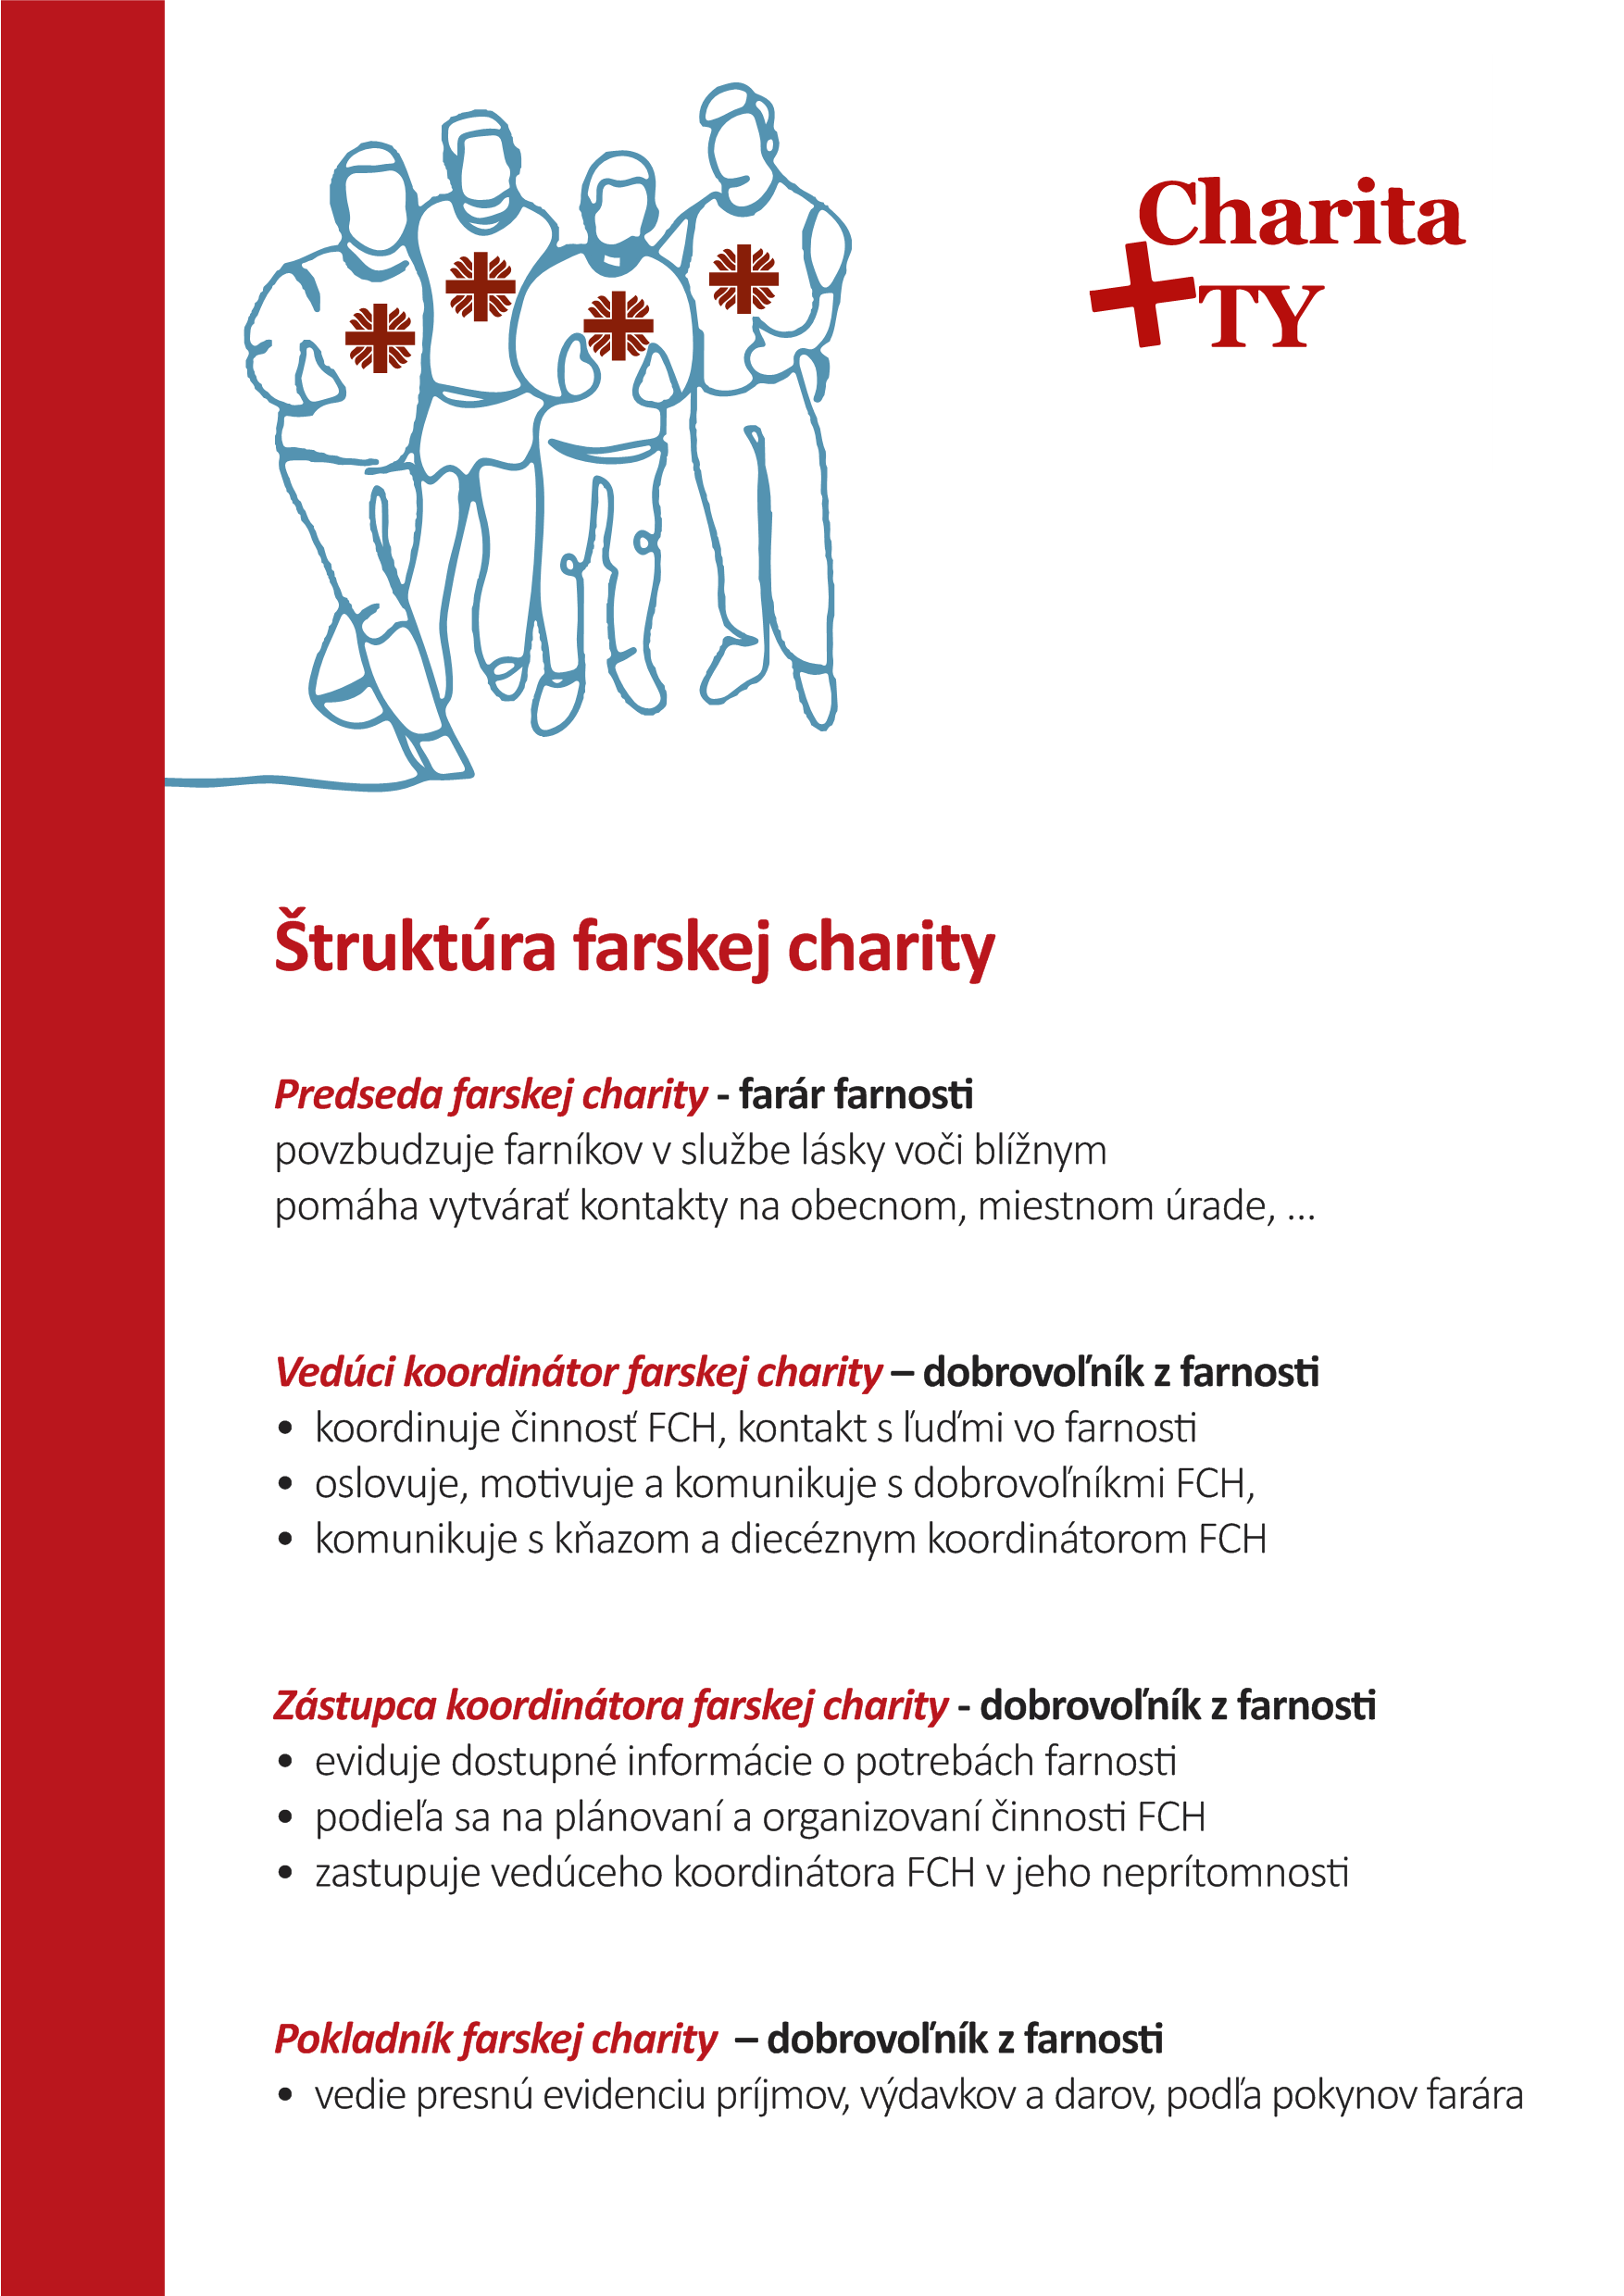 Charita
+TY
Štruktúra farskej charity
Predseda farskej charity - farár farnosti
povzbudzuje farníkov v službe lásky voči blížnym
pomáha vytvárať kontakty na obecnom, miestnom úrade, ...
Vedúci koordinátor farskej charity – dobrovoľník z farnosti
• koordinuje činnosť FCH, kontakt s ľuďmi vo farnosti
• oslovuje, motivuje a komunikuje s dobrovoľníkmi FCH,
• komunikuje s kňazom a diecéznym koordinátorom FCH
Zástupca koordinátora farskej charity - dobrovoľník z farnosti
• eviduje dostupné informácie o potrebách farnosti
• podieľa sa na plánovaní a organizovaní činnosti FCH
• zastupuje vedúceho koordinátora FCH v jeho neprítomnosti
Pokladník farskej charity – dobrovoľník z farnosti
• vedie presnú evidenciu príjmov, výdavkov a darov, podľa pokynov farára